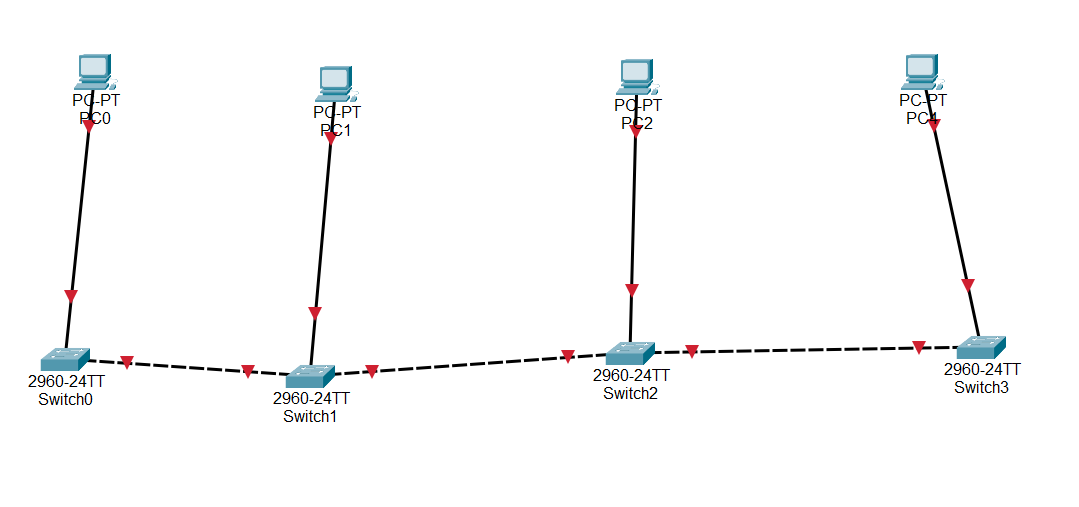 PC-PT
PC0
PC-PT
PC1
PC-PT
PC2
PC-PT
PC4
2960-24TT
Switch0
2960-24TT
Switch1
2960-24TT
Switch2
2960-24TT
Switch3